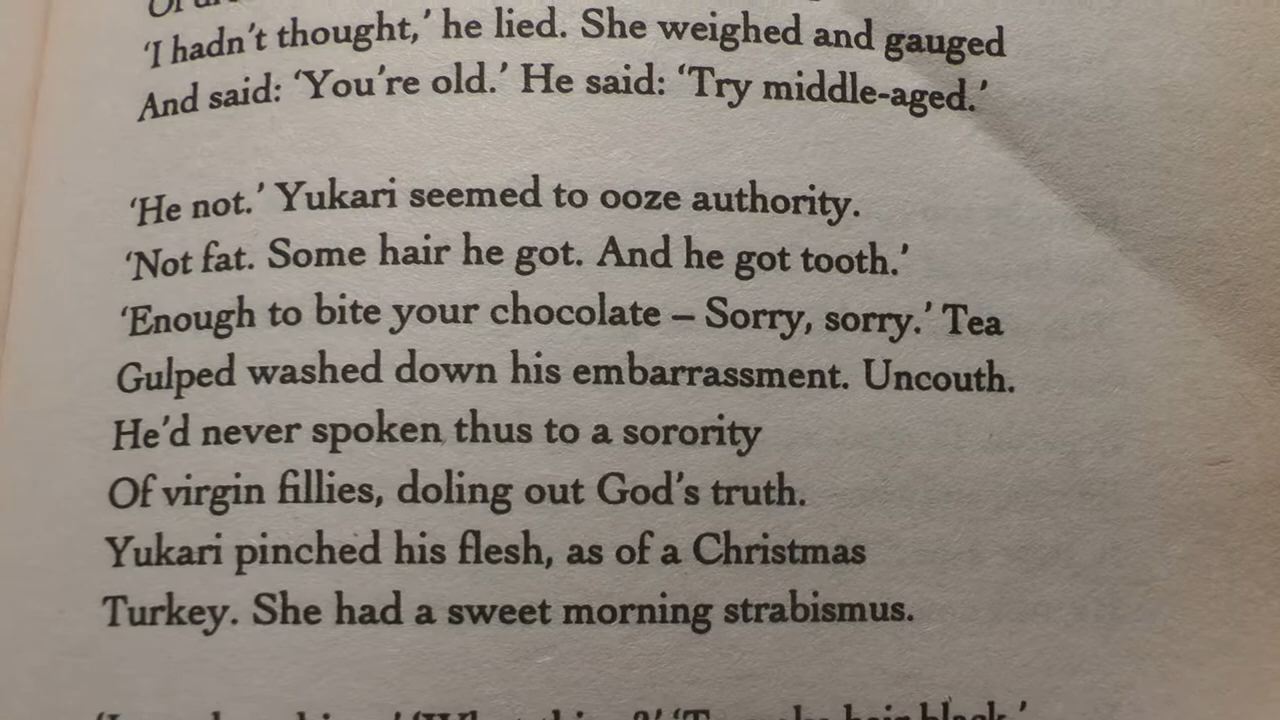 'I hadn't thought,' he lied. She weighed and gauged
And said: 'You're old.' He said: 'Try middle-aged.'
'He not.' Yukari seemed to ooze authority.
'Not fat. Some hair he got. And he got tooth.'
'Enough to bite your chocolate – Sorry, sorry.' Tea
Gulped washed down his embarrassment. Uncouth.
He'd never spoken thus to a sorority
Of virgin fillies, doling out God's truth.
Yukari pinched his flesh, as of a Christmas
Turkey. She had a sweet morning strabismus.
hair black.'